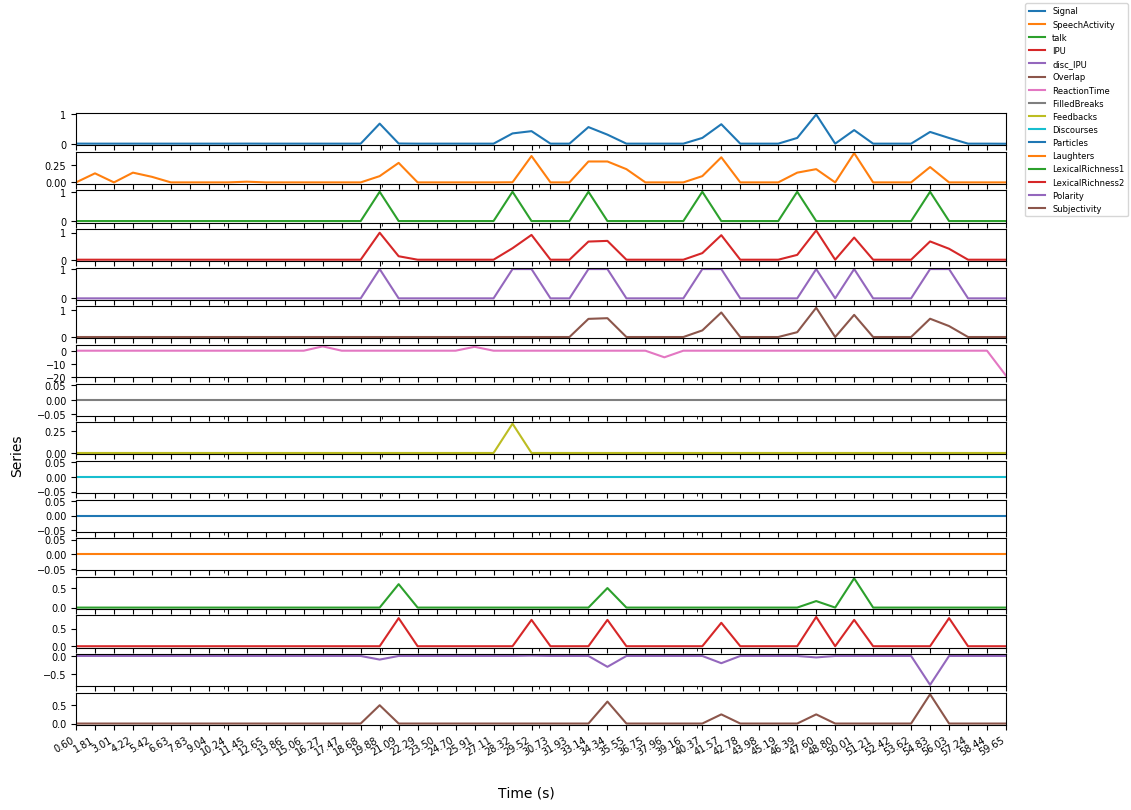 Signal
SpeechActivity
talk
IPU
disc_IPU
Overlap
ReactionTime
FilledBreaks
Feedbacks
Discourses
Particles
Laughters
LexicalRichness1
LexicalRichness2
Polarity
Subjectivity
1
0
0.25
0.00
1
0
1
0
1
0
1
0
0
−10
−20
0.05
0.00
−0.05
0.25
0.00
0.05
0.00
−0.05
0.05
0.00
−0.05
0.05
0.00
−0.05
0.5
0.0
0.5
0.0
0.0
−0.5
0.5
0.0
Series
0.60 1.81 3.01 4.22 5.42 6.63 7.83 9.04 10.24 11.45 12.65 13.86 15.06 16.27 17.47 18.68 19.88 21.09 22.29 23.50 24.70 25.91 27.11 28.32 29.52 30.73 31.93 33.14 34.34 35.55 36.75 37.96 39.16 40.37 41.57 42.78 43.98 45.19 46.39 47.60 48.80 50.01 51.21 52.42 53.62 54.83 56.03 57.24 58.44 59.65
Time (s)